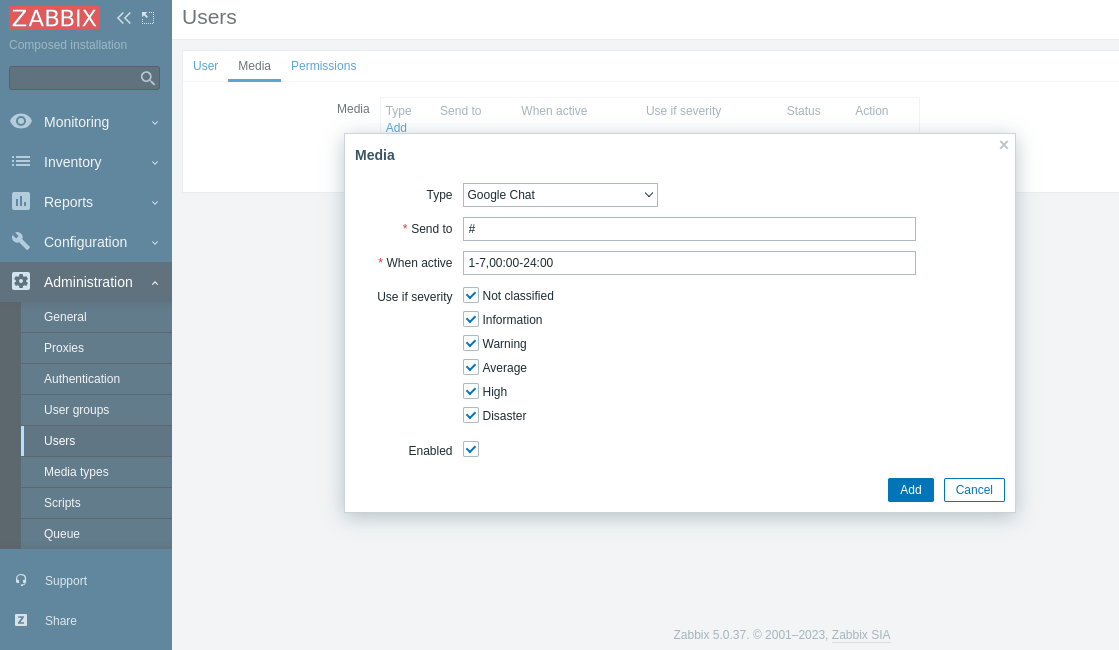 ZABBIX
Composed installation
Monitoring
Inventory
Reports
Configuration
Administration
General
Proxies
Authentication
User groups
Users
Media types
Scripts
Queue
Support
Z Share
Users
User Media Permissions
Media Type Send to When active Use if severity Status Action
Add
Media
Type Google Chat
* Send to #
* When active 1-7,00:00-24:00
Use if severity Not classified
Information
Warning
Average
High
Disaster
Enabled
Add Cancel
Zabbix 5.0.37. © 2001–2023, Zabbix SIA